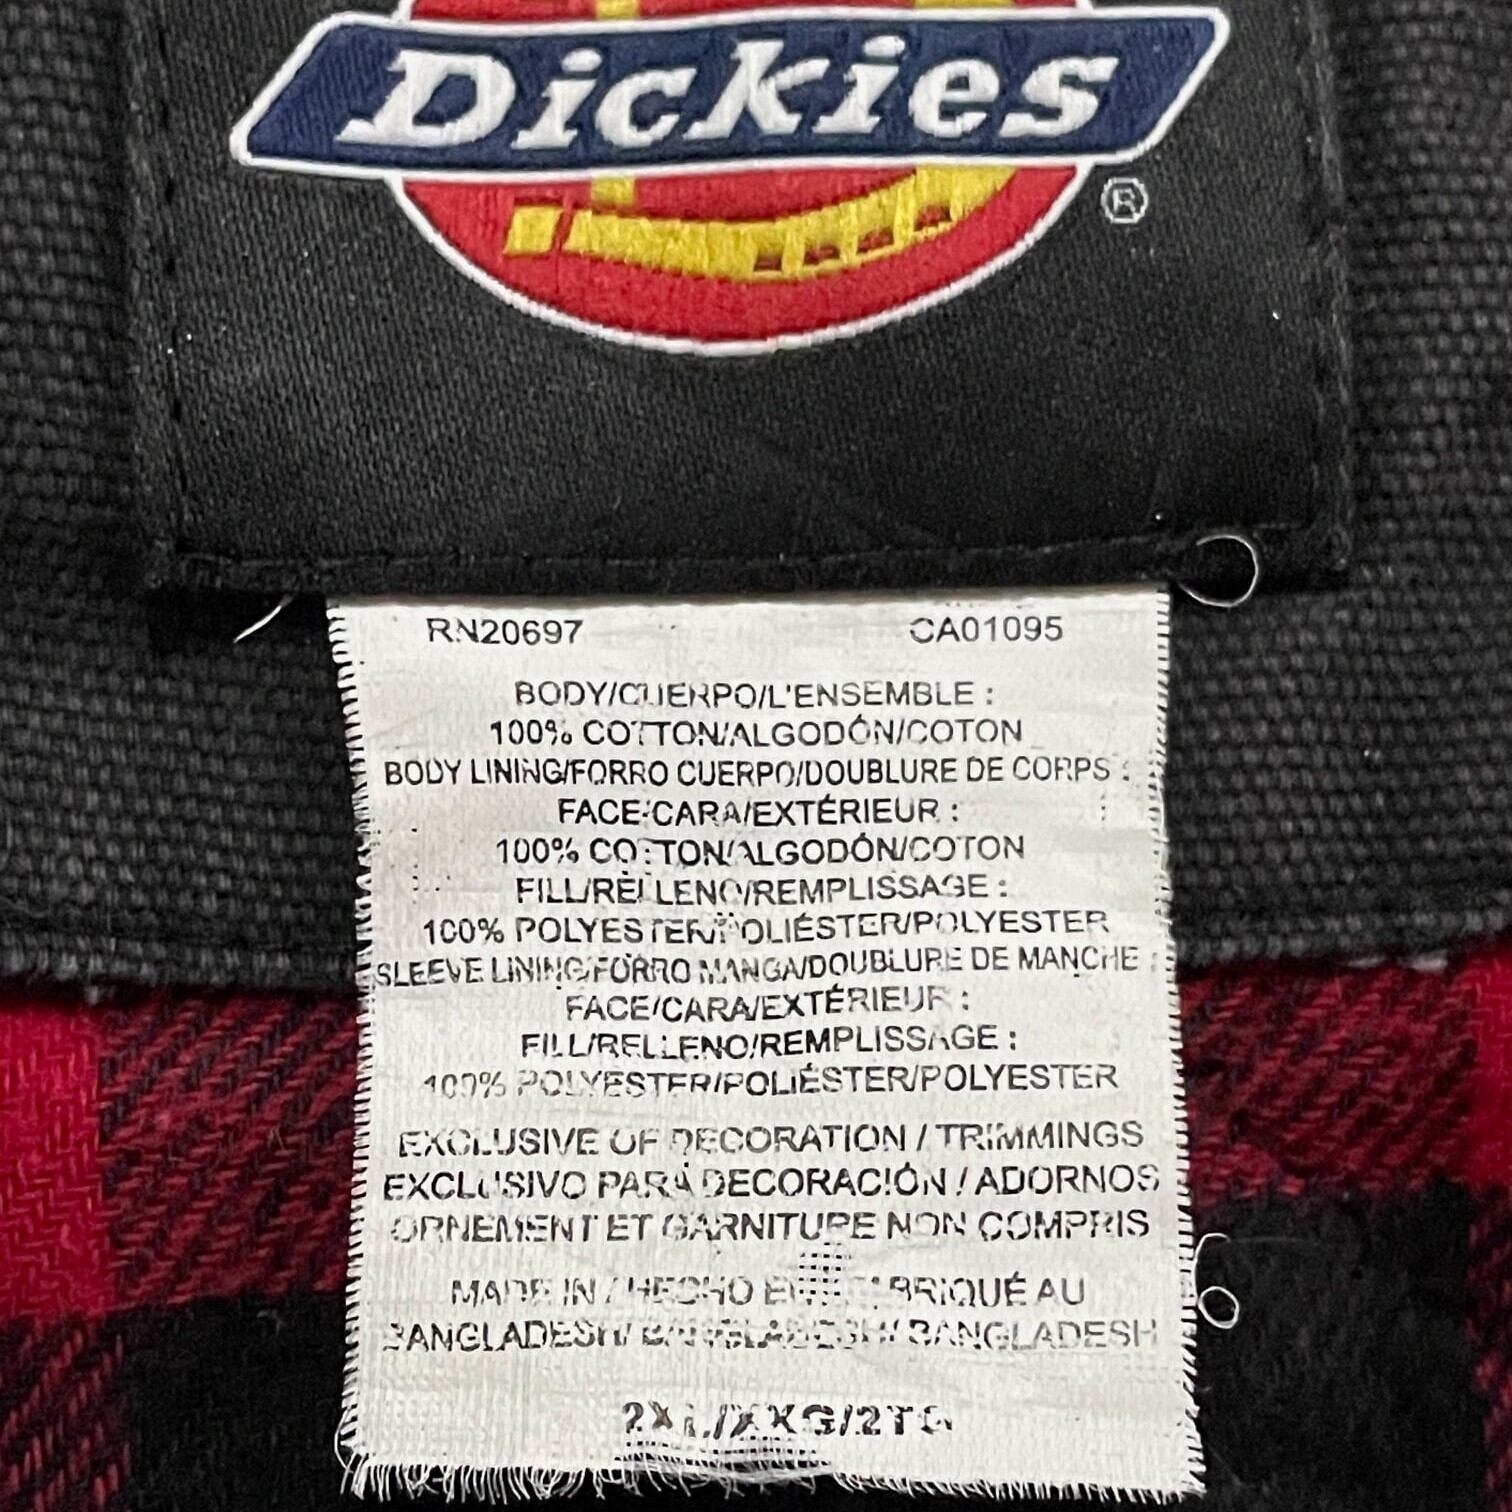 Dickies
®
RN20697 CA01095
BODY/CUERPO/L'ENSEMBLE :
100% COTTON/ALGODÓN/COTON
BODY LINING/FORRO CUERPO/DOUBLURE DE CORPS :
FACE/CARA/EXTÉRIEUR :
100% COTTON/ALGODÓN/COTON
FILL/RELLENO/REMPLISSAGE :
100% POLYESTER/POLIÉSTER/POLYESTER
SLEEVE LINING/FORRO MANGA/DOUBLURE DE MANCHE :
FACE/CARA/EXTÉRIEUR :
FILL/RELLENO/REMPLISSAGE :
100% POLYESTER/POLIÉSTER/POLYESTER
EXCLUSIVE OF DECORATION / TRIMMINGS
EXCLUSIVO PARA DECORACIÓN / ADORNOS
ORNEMENT ET GARNITURE NON COMPRIS
MADE IN / HECHO EN / FABRIQUÉ AU
BANGLADESH/ BANGLADESH/ BANGLADESH
2XL/XXG/2TG